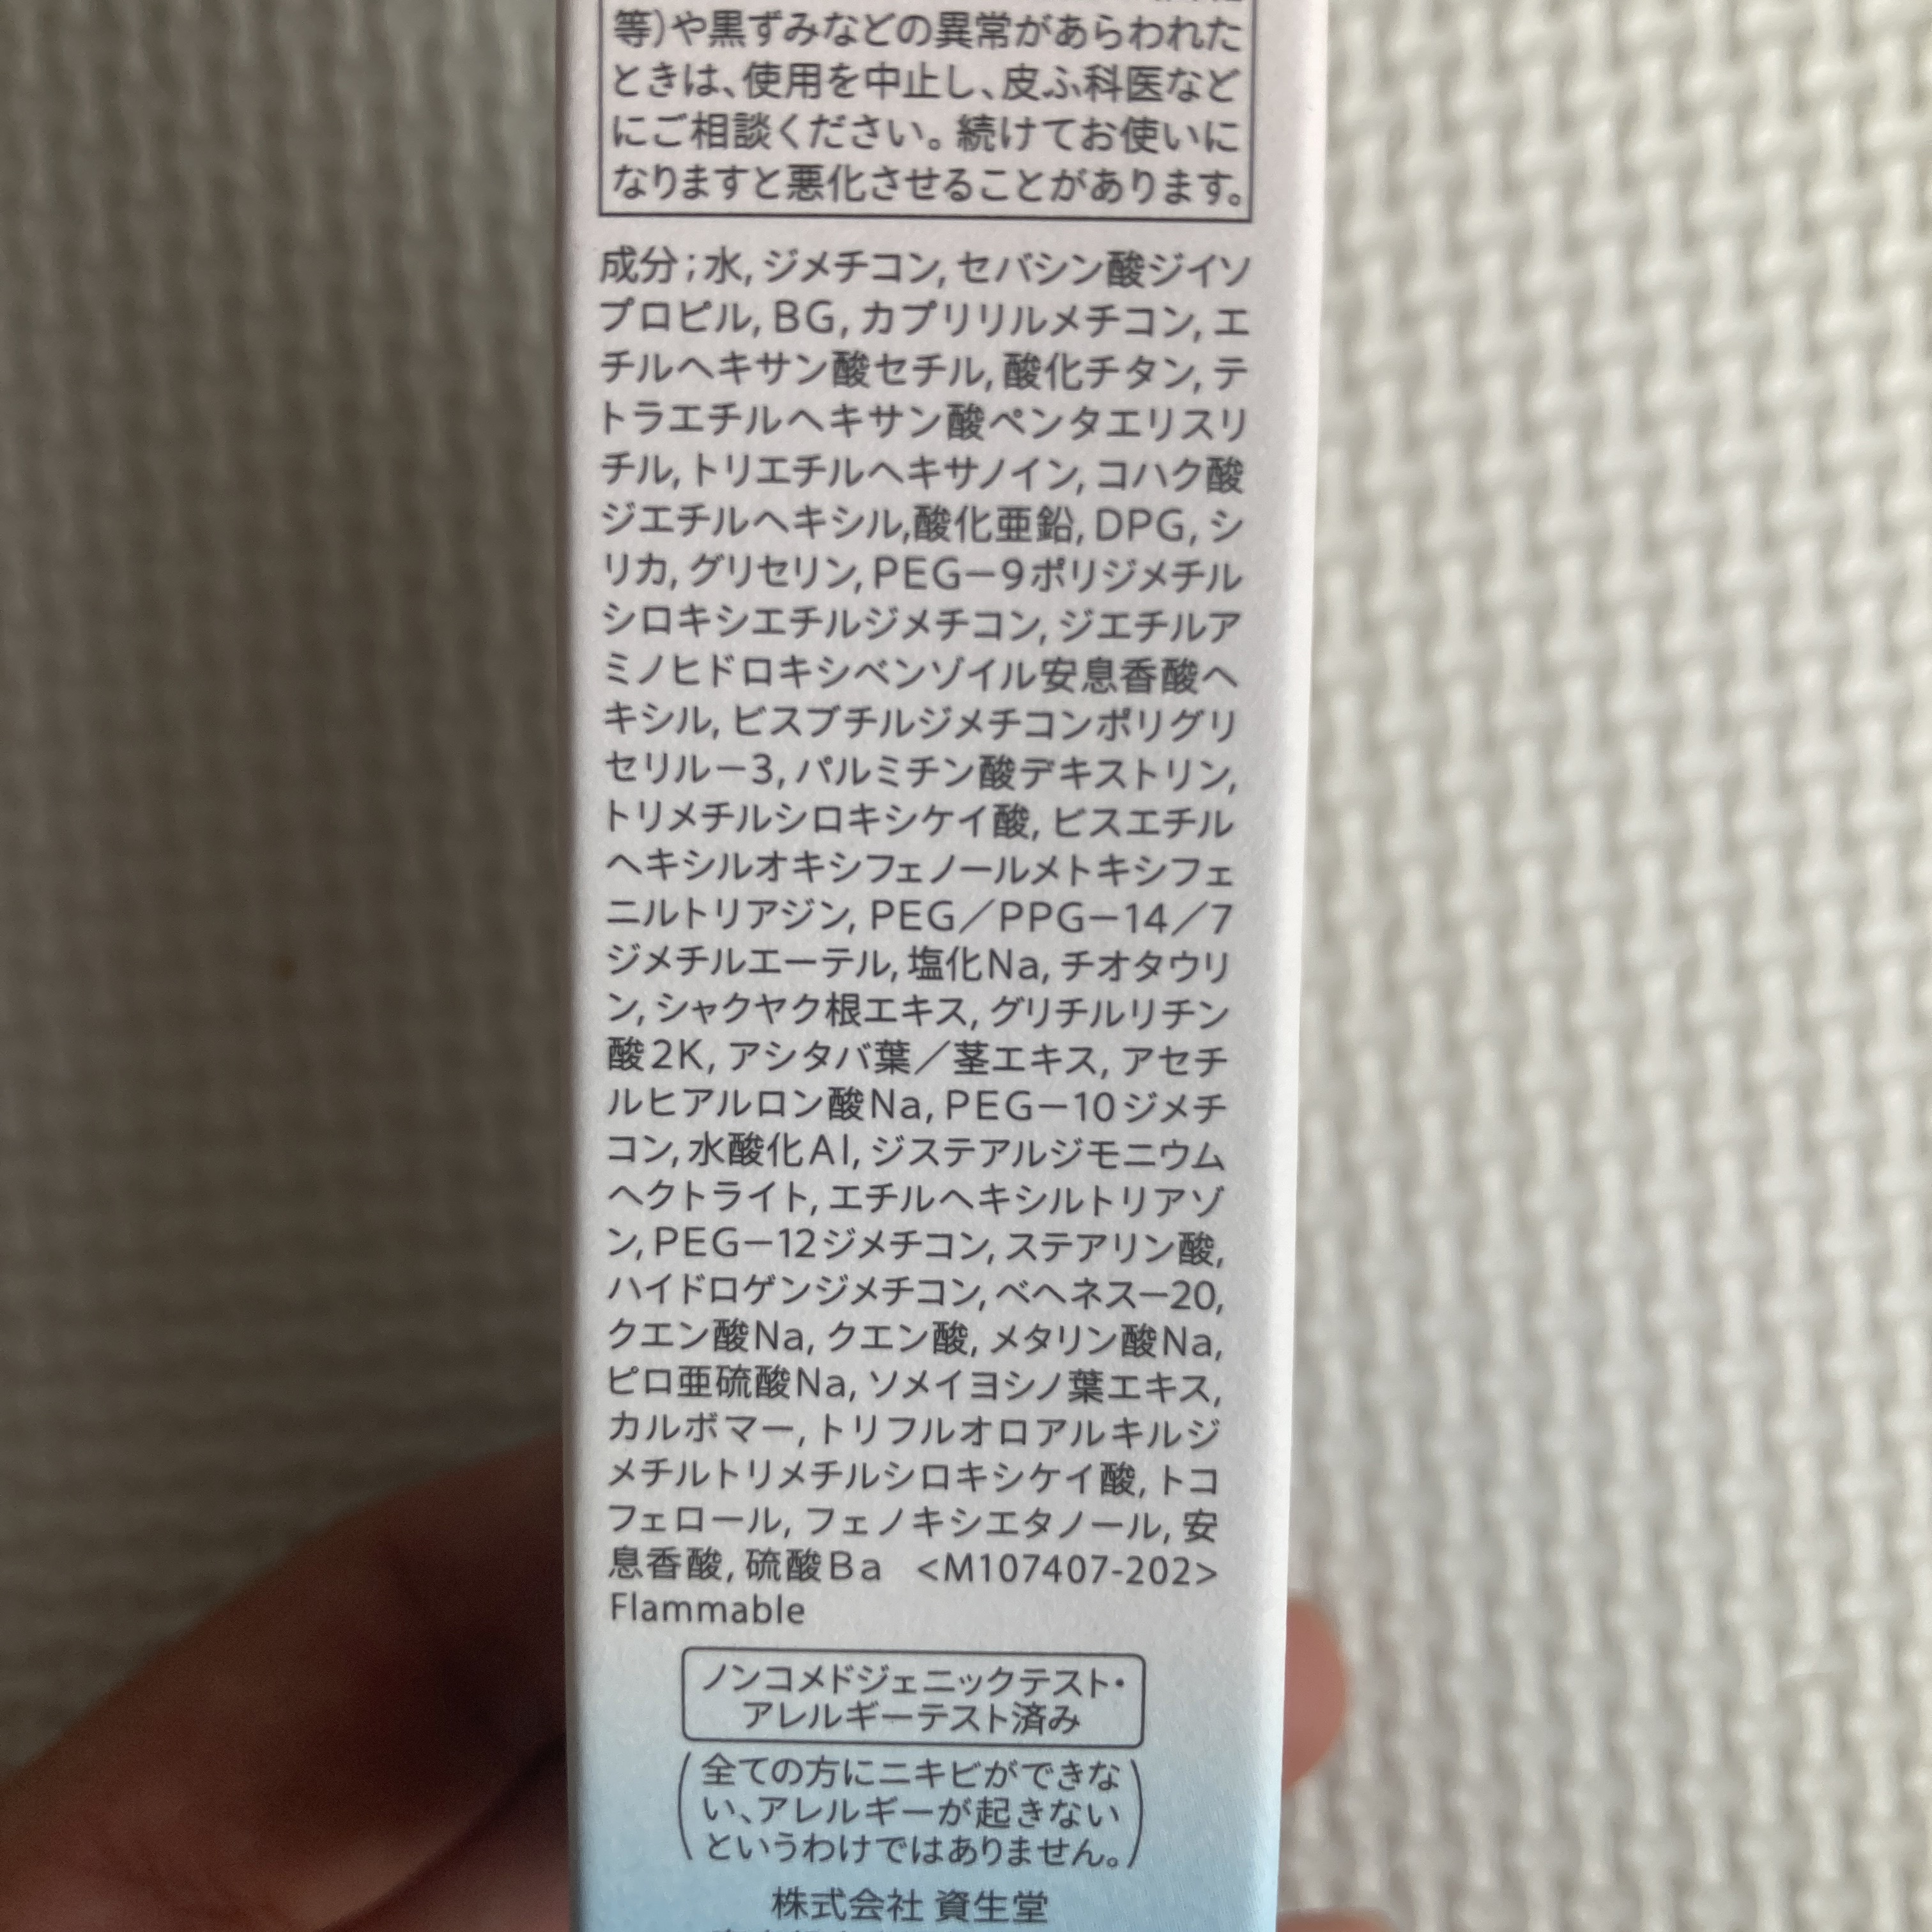 等)や黒ずみなどの異常があらわれた
ときは、使用を中止し、皮ふ科医など
にご相談ください。続けてお使いに
なりますと悪化させることがあります。
成分;水, ジメチコン, セバシン酸ジイソ
プロピル, BG, カプリリルメチコン, エ
チルヘキサン酸セチル, 酸化チタン, テ
トラエチルヘキサン酸ペンタエリスリ
チル, トリエチルヘキサノイン, コハク酸
ジエチルヘキシル,酸化亜鉛, DPG, シ
リカ, グリセリン, PEG－9ポリジメチル
シロキシエチルジメチコン, ジエチルア
ミノヒドロキシベンゾイル安息香酸ヘ
キシル, ビスブチルジメチコンポリグリ
セリル－3, パルミチン酸デキストリン,
トリメチルシロキシケイ酸, ビスエチル
ヘキシルオキシフェノールメトキシフェ
ニルトリアジン, PEG／PPG－14／7
ジメチルエーテル, 塩化Na, チオタウリ
ン, シャクヤク根エキス, グリチルリチン
酸2K, アシタバ葉／茎エキス, アセチ
ルヒアルロン酸Na, PEG－10ジメチ
コン, 水酸化Al, ジステアルジモニウム
ヘクトライト, エチルヘキシルトリアゾ
ン, PEG－12ジメチコン, ステアリン酸,
ハイドロゲンジメチコン, ベヘネス－20,
クエン酸Na, クエン酸, メタリン酸Na,
ピロ亜硫酸Na, ソメイヨシノ葉エキス,
カルボマー, トリフルオロアルキルジ
メチルトリメチルシロキシケイ酸, トコ
フェロール, フェノキシエタノール, 安
息香酸, 硫酸Ba <M107407-202>
Flammable
ノンコメドジェニックテスト・
アレルギーテスト済み
(全ての方にニキビができな
い、アレルギーが起きない
というわけではありません。)
株式会社 資生堂